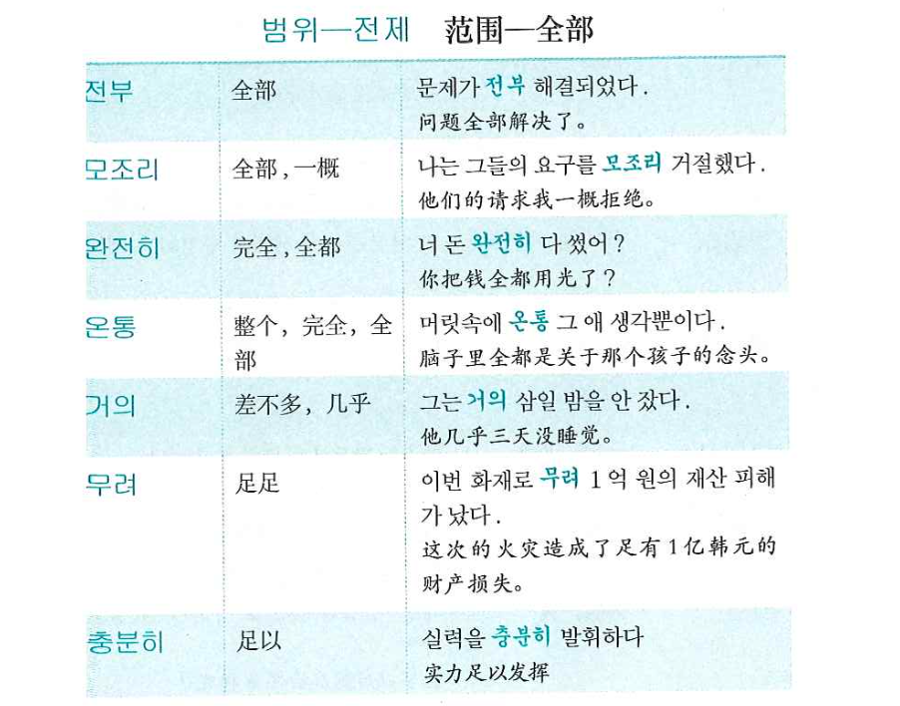 범위—전제 范围—全部
전부 全部 문제가 전부 해결되었다.
问题全部解决了。
모조리 全部,一概 나는 그들의 요구를 모조리 거절했다.
他们的请求我一概拒绝。
완전히 完全,全都 너 돈 완전히 다 썼어?
你把钱全都用光了?
온통 整个，完全，全部 머릿속에 온통 그 애 생각뿐이다.
脑子里全都是关于那个孩子的念头。
거의 差不多，几乎 그는 거의 삼일 밤을 안 잤다.
他几乎三天没睡觉。
무려 足足 이번 화재로 무려 1억 원의 재산 피해
가 났다.
这次的火灾造成了足有1亿韩元的
财产损失。
충분히 足以 실력을 충분히 발휘하다
实力足以发挥